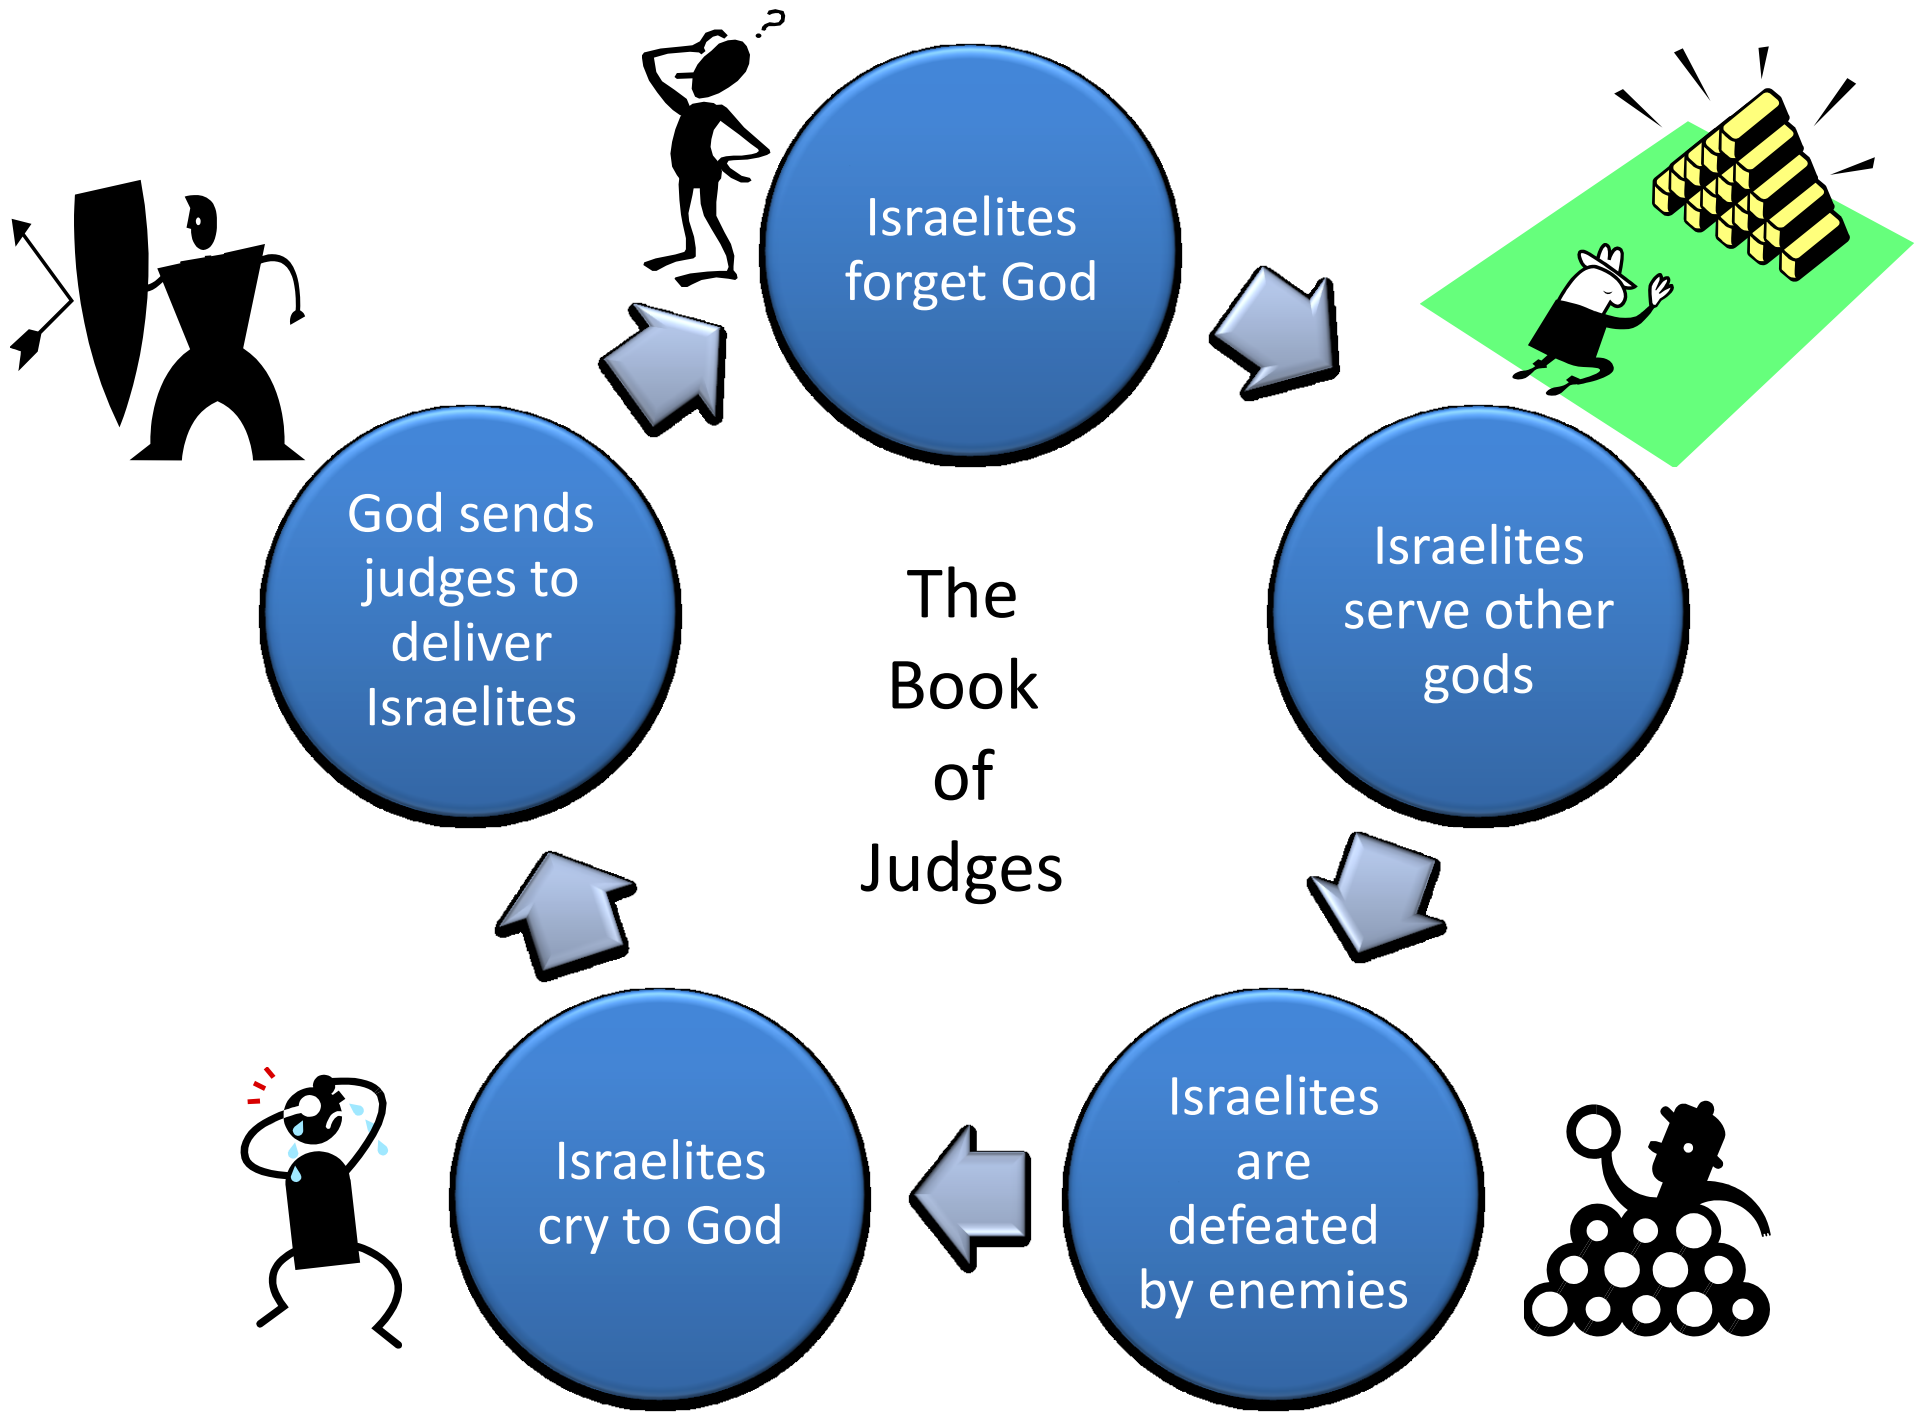 ?
Israelites
forget God
Israelites
serve other
gods
Israelites
are
defeated
by enemies
Israelites
cry to God
God sends
judges to
deliver
Israelites
The
Book
of
Judges